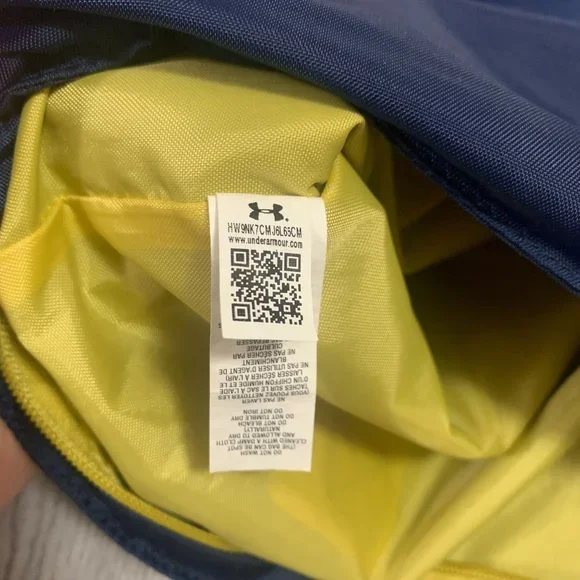 HW9NK7CMJ6L65CM
www.underarmour.com
DO NOT WASH
(THE BAG CAN BE SPOT
CLEANED WITH A DAMP CLOTH
AND ALLOWED TO DRY
NATURALLY)
DO NOT BLEACH
DO NOT TUMBLE DRY
DO NOT IRON
NE PAS LAVER
(VOUS POUVEZ NETTOYER LES
TACHES SUR LE SAC À L'AIDE
D'UN CHIFFON HUMIDE ET LE
LAISSER SÉCHER À L'AIR)
NE PAS UTILISER D'AGENT DE
BLANCHIMENT
NE PAS SÉCHER PAR
CULBUTAGE
REPASSER